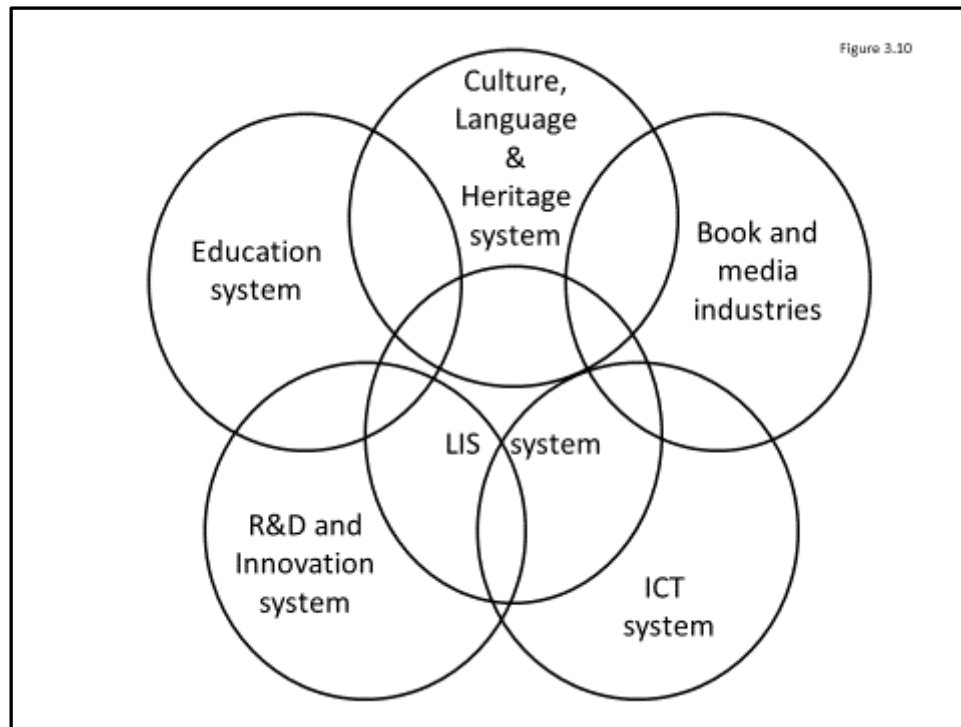 Figure 3.10
Culture,
Language
&
Heritage
system
Education
system
Book and
media
industries
LIS system
R&D and
Innovation
system
ICT
system